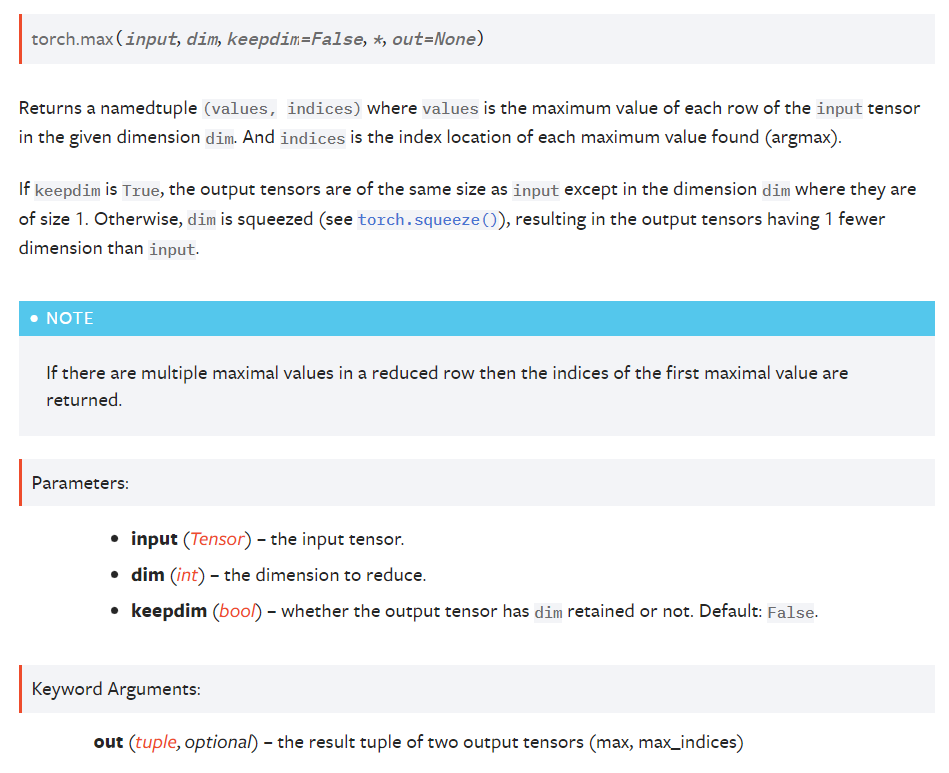 torch.max(input, dim, keepdim=False, *, out=None)
Returns a namedtuple (values, indices) where values is the maximum value of each row of the input tensor
in the given dimension dim. And indices is the index location of each maximum value found (argmax).
If keepdim is True, the output tensors are of the same size as input except in the dimension dim where they are
of size 1. Otherwise, dim is squeezed (see torch.squeeze()), resulting in the output tensors having 1 fewer
dimension than input.
• NOTE
If there are multiple maximal values in a reduced row then the indices of the first maximal value are
returned.
Parameters:
• input (Tensor) – the input tensor.
• dim (int) – the dimension to reduce.
• keepdim (bool) – whether the output tensor has dim retained or not. Default: False.
Keyword Arguments:
out (tuple, optional) – the result tuple of two output tensors (max, max_indices)